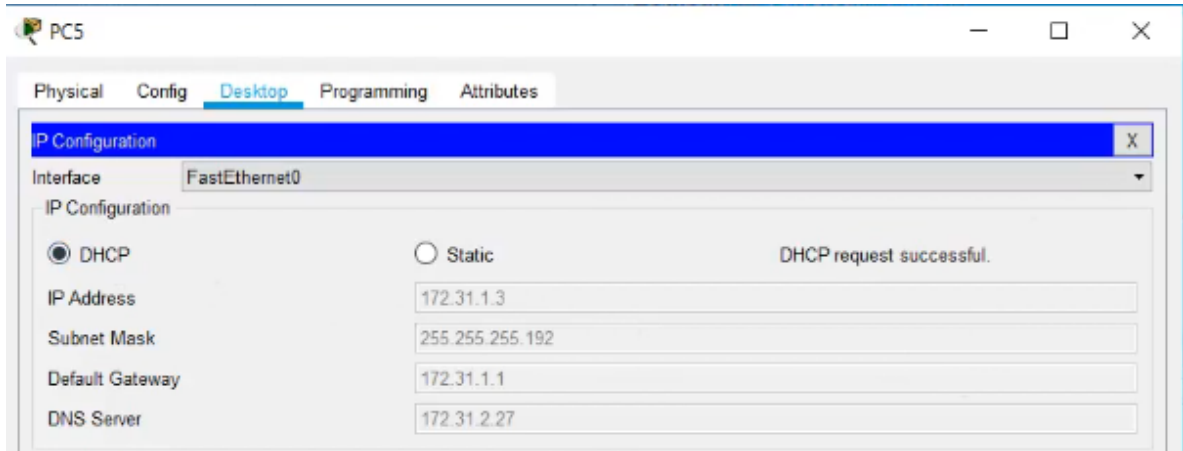 PC5
Physical Config Desktop Programming Attributes
IP Configuration X
Interface FastEthernet0
IP Configuration
DHCP Static DHCP request successful.
IP Address 172.31.1.3
Subnet Mask 255.255.255.192
Default Gateway 172.31.1.1
DNS Server 172.31.2.27